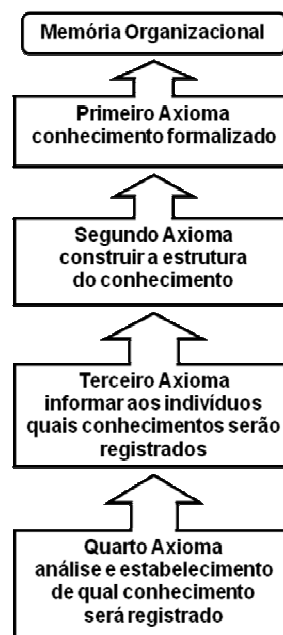 Memória Organizacional
Primeiro Axioma
conhecimento formalizado
Segundo Axioma
construir a estrutura
do conhecimento
Terceiro Axioma
informar aos indivíduos
quais conhecimentos serão
registrados
Quarto Axioma
análise e estabelecimento
de qual conhecimento
será registrado